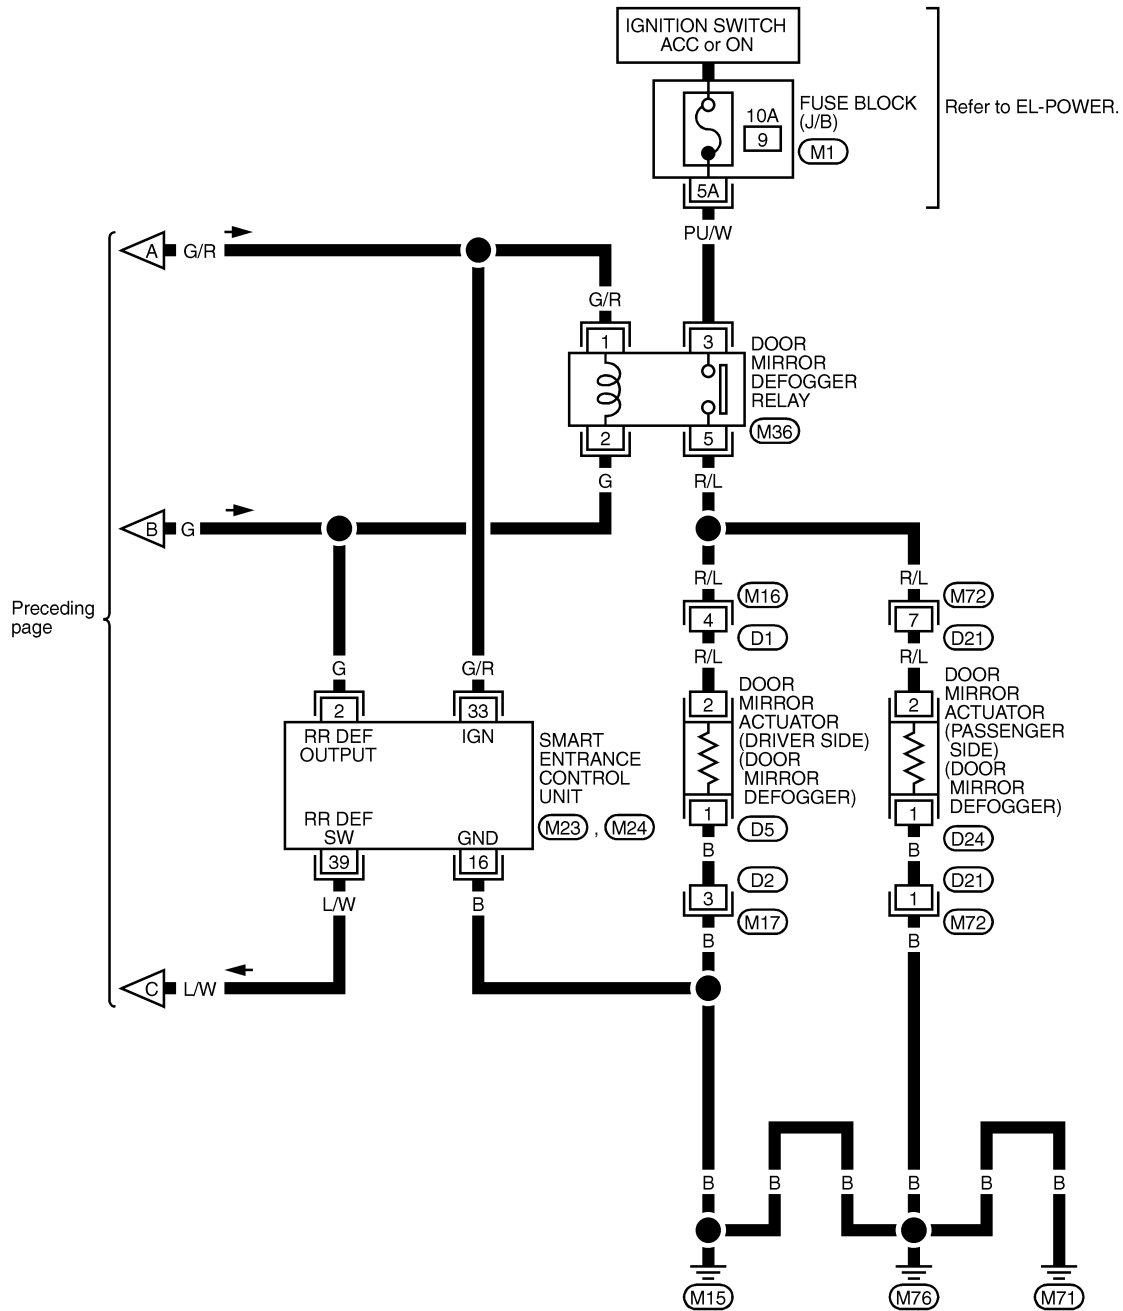 IGNITION SWITCH
ACC or ON
FUSE BLOCK
(J/B)
10A
9
M1
Refer to EL-POWER.
5A
PU/W
A
G/R
G/R
1
3
DOOR
MIRROR
DEFOGGER
RELAY
M36
2
5
G
R/L
B
G
Preceding
page
R/L
M16
4
D1
R/L
R/L
M72
7
D21
R/L
G
G/R
2
33
RR DEF
OUTPUT
IGN
RR DEF
SW
GND
39
16
SMART
ENTRANCE
CONTROL
UNIT
M23 , M24
2
DOOR
MIRROR
ACTUATOR
(DRIVER SIDE)
(DOOR
MIRROR
DEFOGGER)
1
D5
2
DOOR
MIRROR
ACTUATOR
(PASSENGER
SIDE)
(DOOR
MIRROR
DEFOGGER)
1
D24
L/W
B
B
D2
3
M17
B
B
D21
1
M72
B
C
L/W
B
B
B
B
B
B
M15
M76
M71